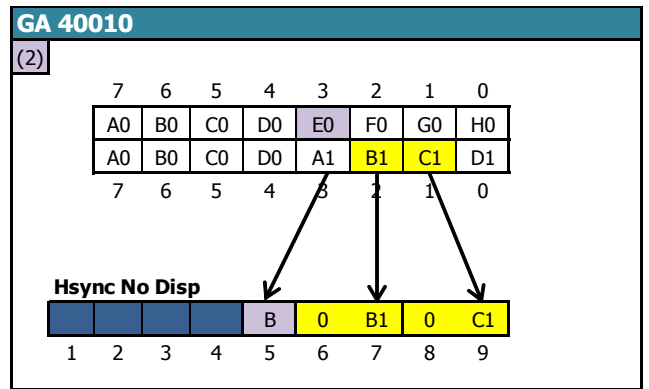 GA 40010
(2)
7 6 5 4 3 2 1 0
A0 B0 C0 D0 E0 F0 G0 H0
A0 B0 C0 D0 A1 B1 C1 D1
7 6 5 4 3 2 1 0
Hsync No Disp
B 0 B1 0 C1
1 2 3 4 5 6 7 8 9